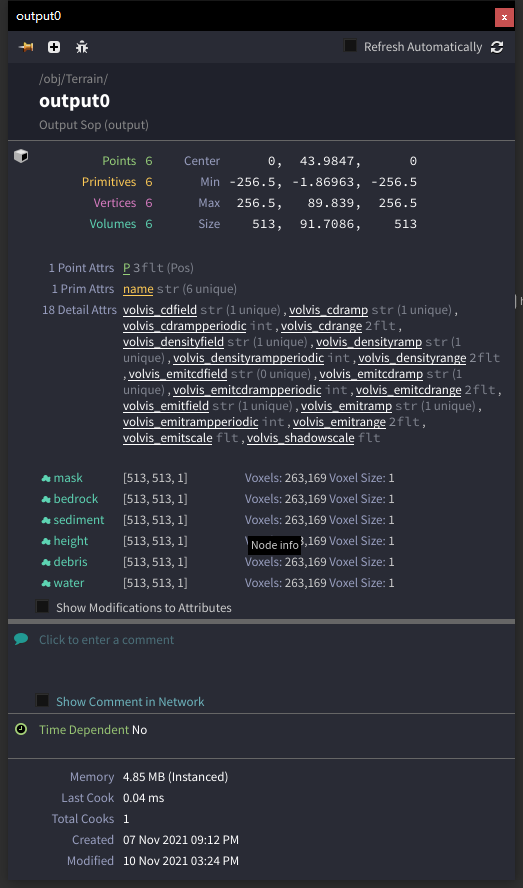 output0
x
Refresh Automatically
/obj/Terrain/
output0
Output Sop (output)
Points 6 Center 0, 43.9847, 0
Primitives 6 Min -256.5, -1.86963, -256.5
Vertices 6 Max 256.5, 89.839, 256.5
Volumes 6 Size 513, 91.7086, 513
1 Point Attrs P 3flt (Pos)
1 Prim Attrs name str (6 unique)
18 Detail Attrs volvis_cdfield str (1 unique) , volvis_cdramp str (1 unique) ,
volvis_cdrampperiodic int , volvis_cdrange 2flt ,
volvis_densityfield str (1 unique) , volvis_densityramp str (1
unique) , volvis_densityrampperiodic int , volvis_densityrange 2flt
, volvis_emitcdfield str (0 unique) , volvis_emitcdramp str (1
unique) , volvis_emitcdrampperiodic int , volvis_emitcdrange 2flt ,
volvis_emitfield str (1 unique) , volvis_emitramp str (1 unique) ,
volvis_emitrampperiodic int , volvis_emitrange 2flt ,
volvis_emitscale flt , volvis_shadowscale flt
mask [513, 513, 1] Voxels: 263,169 Voxel Size: 1
bedrock [513, 513, 1] Voxels: 263,169 Voxel Size: 1
sediment [513, 513, 1] Voxels: 263,169 Voxel Size: 1
height [513, 513, 1] Node info 3,169 Voxel Size: 1
debris [513, 513, 1] Voxels: 263,169 Voxel Size: 1
water [513, 513, 1] Voxels: 263,169 Voxel Size: 1
Show Modifications to Attributes
Click to enter a comment
Show Comment in Network
Time Dependent No
Memory 4.85 MB (Instanced)
Last Cook 0.04 ms
Total Cooks 1
Created 07 Nov 2021 09:12 PM
Modified 10 Nov 2021 03:24 PM